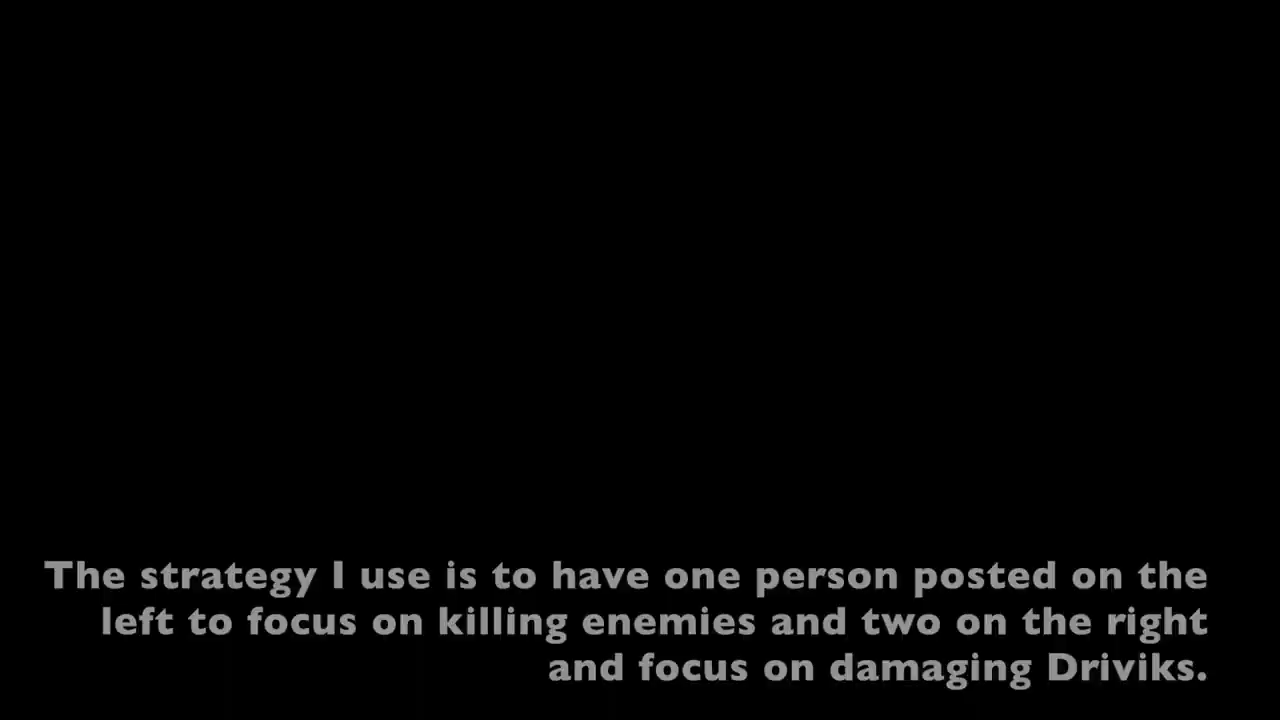 The strategy I use is to have one person posted on the
left to focus on killing enemies and two on the right
and focus on damaging Driviks.